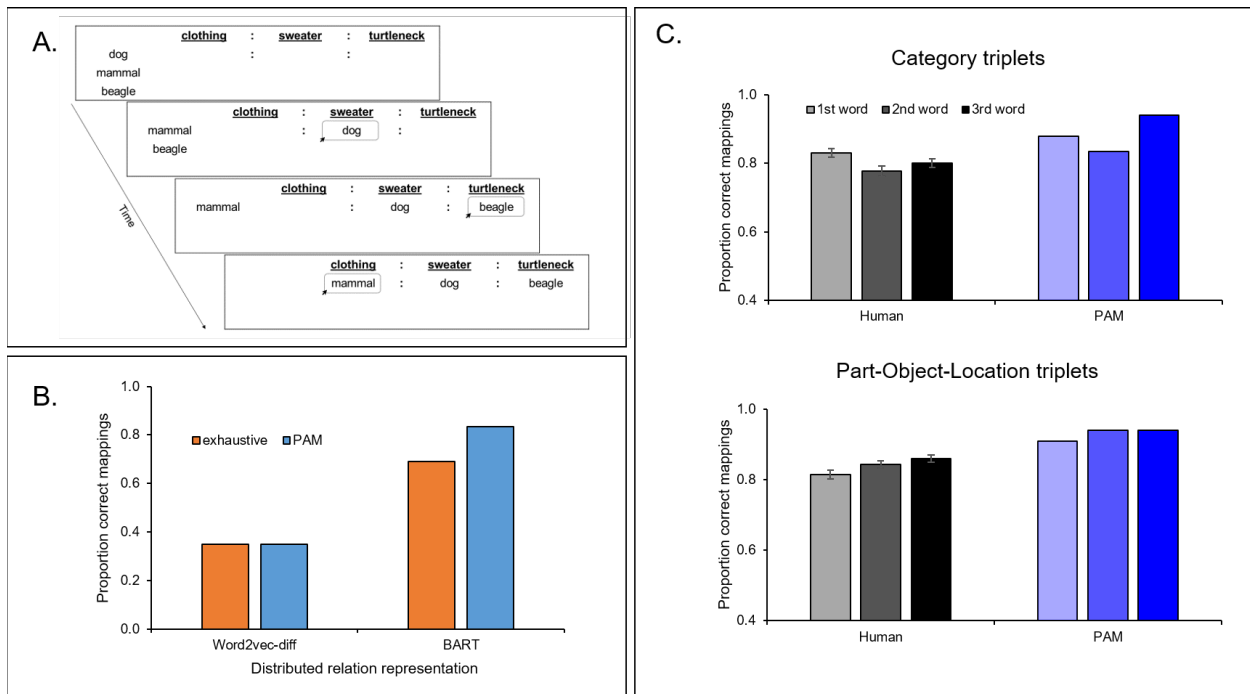 A.
clothing : sweater : turtleneck
dog : :
mammal
beagle
clothing : sweater : turtleneck
mammal : dog :
beagle
clothing : sweater : turtleneck
mammal : dog : beagle
clothing : sweater : turtleneck
mammal : dog : beagle
Time
B.
Proportion correct mappings
1.0
0.8
0.6
0.4
0.2
0.0
exhaustive PAM
Word2vec-diff BART
Distributed relation representation
C.
Category triplets
Proportion correct mappings
1.0
0.8
0.6
0.4
1st word 2nd word 3rd word
Human PAM
Part-Object-Location triplets
Proportion correct mappings
1.0
0.8
0.6
0.4
Human PAM